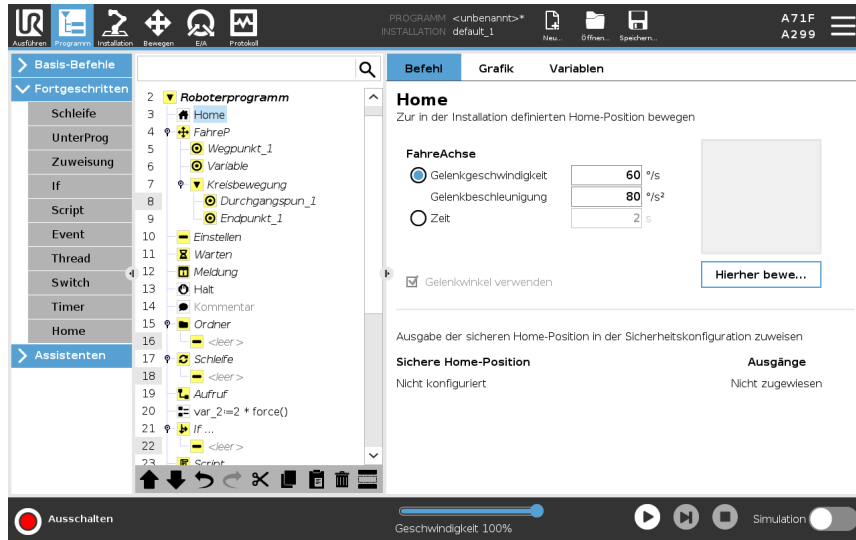 UR
PROGRAMM <unbenannt>*
INSTALLATION default_1
A71F
A299
Ausführen
Programm
Installation
Bewegen
E/A
Protokoll
Neu...
Öffnen...
Speichern...
Basis-Befehle
Fortgeschritten
Schleife
UnterProg
Zuweisung
If
Script
Event
Thread
Switch
Timer
Home
Assistenten
2 Roboterprogramm
3 Home
4 FahreP
5 Wegpunkt_1
6 Variable
7 Kreisbewegung
8 Durchgangspun_1
9 Endpunkt_1
10 Einstellen
11 Warten
12 Meldung
13 Halt
14 Kommentar
15 Ordner
16 <leer>
17 Schleife
18 <leer>
19 Aufruf
20 var_2:=2 * force()
21 If ...
22 <leer>
23 Script
Befehl Grafik Variablen
Home
Zur in der Installation definierten Home-Position bewegen
FahreAchse
Gelenkgeschwindigkeit 60 °/s
Gelenkbeschleunigung 80 °/s²
Zeit 2 s
Hierher bewe...
Gelenkwinkel verwenden
Ausgabe der sicheren Home-Position in der Sicherheitskonfiguration zuweisen
Sichere Home-Position Ausgänge
Nicht konfiguriert Nicht zugewiesen
Ausschalten
Geschwindigkeit 100%
Simulation